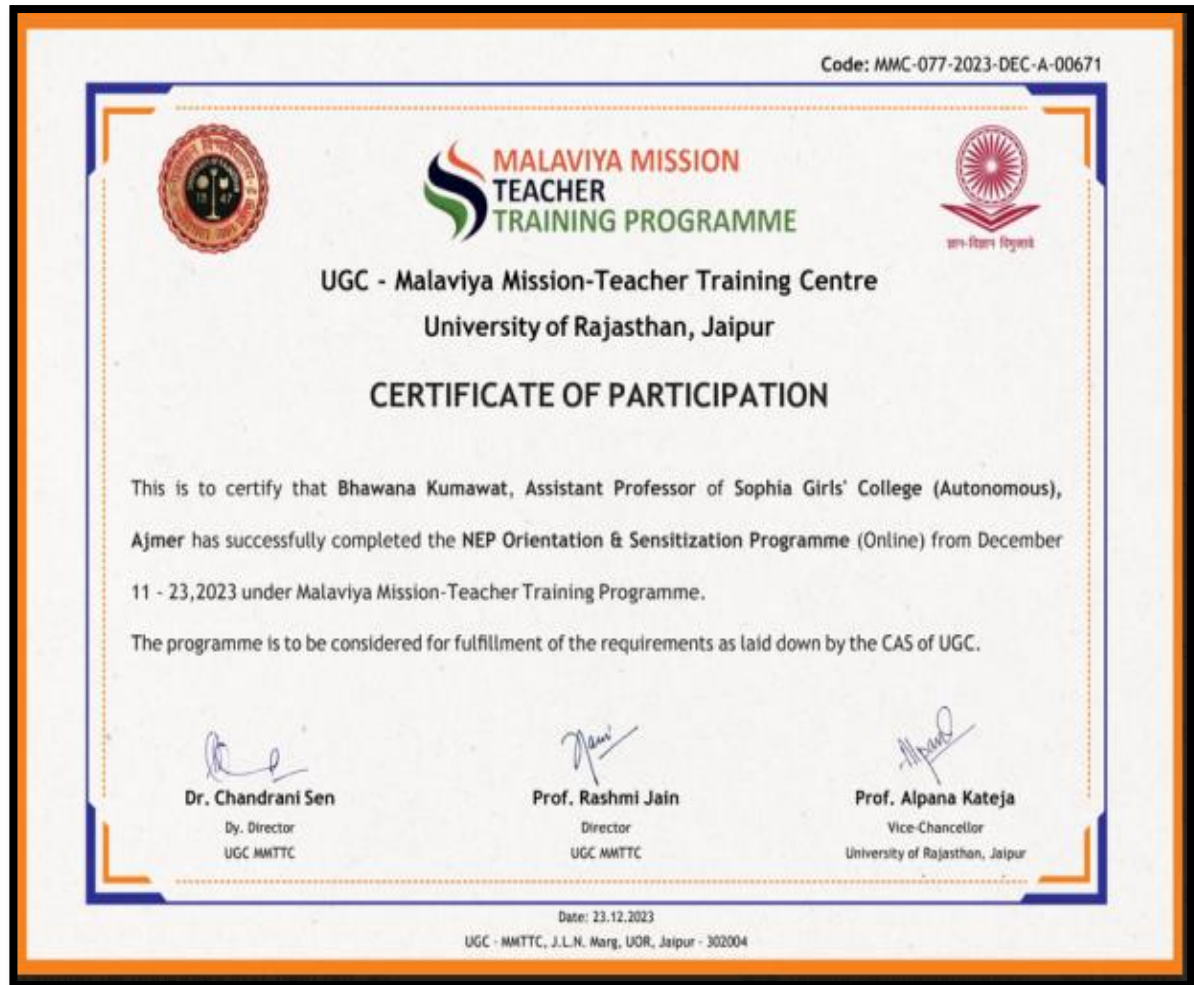 Code: MMC-077-2023-DEC-A-00671
1847
MALAVIYA MISSION
TEACHER
TRAINING PROGRAMME
ज्ञान-विज्ञान विमुक्तये
UGC - Malaviya Mission-Teacher Training Centre
University of Rajasthan, Jaipur
CERTIFICATE OF PARTICIPATION
This is to certify that Bhawana Kumawat, Assistant Professor of Sophia Girls' College (Autonomous),
Ajmer has successfully completed the NEP Orientation & Sensitization Programme (Online) from December
11 - 23,2023 under Malaviya Mission-Teacher Training Programme.
The programme is to be considered for fulfillment of the requirements as laid down by the CAS of UGC.
Dr. Chandrani Sen
Dy. Director
UGC MMTTC
Prof. Rashmi Jain
Director
UGC MMTTC
Prof. Alpana Kateja
Vice-Chancellor
University of Rajasthan, Jaipur
Date: 23.12.2023
UGC - MMTTC, J.L.N. Marg, UOR, Jaipur - 302004